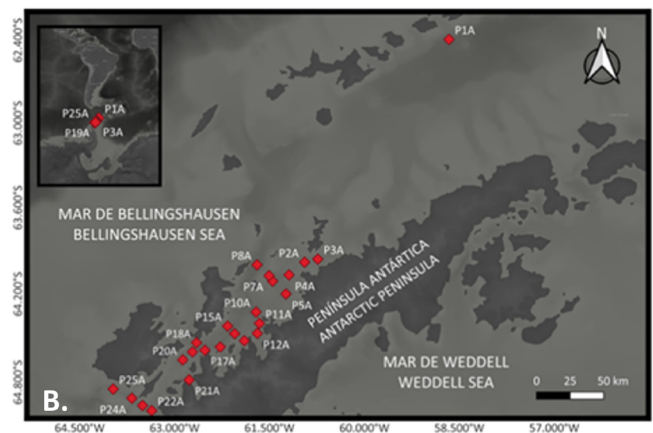 62.400°S
63.000°S
63.600°S
64.200°S
64.800°S
P1A
N
P25A
P1A
P19A
P3A
MAR DE BELLINGSHAUSEN
BELLINGSHAUSEN SEA
P8A
P2A
P3A
P7A
P4A
P5A
P10A
P11A
P15A
P12A
P18A
P17A
P20A
P21A
P25A
P22A
P24A
PENÍNSULA ANTÁRTICA
ANTARCTIC PENINSULA
MAR DE WEDDELL
WEDDELL SEA
0 25 50 km
B.
64.500°W 63.000°W 61.500°W 60.000°W 58.500°W 57.000°W